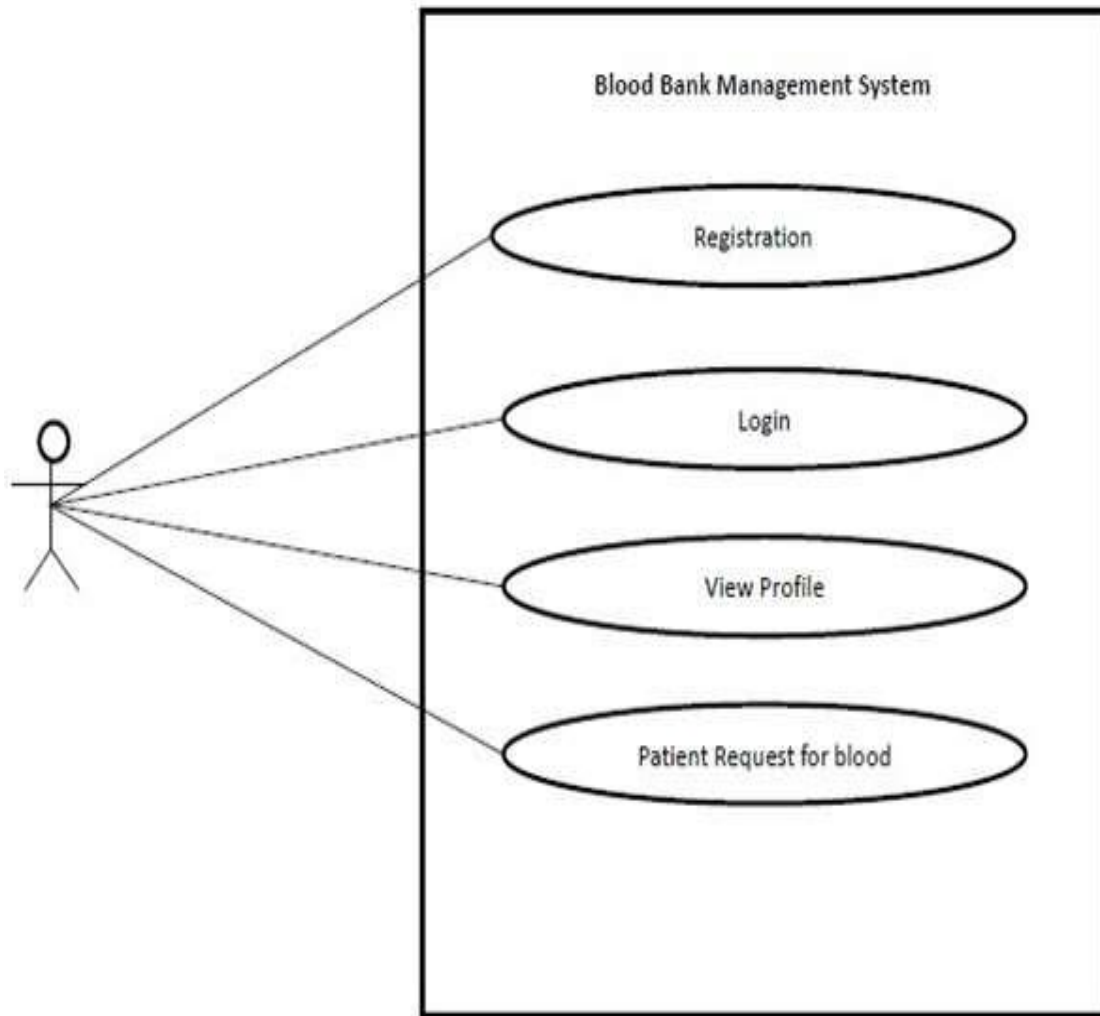 Blood Bank Management System
Registration
Login
View Profile
Patient Request for blood